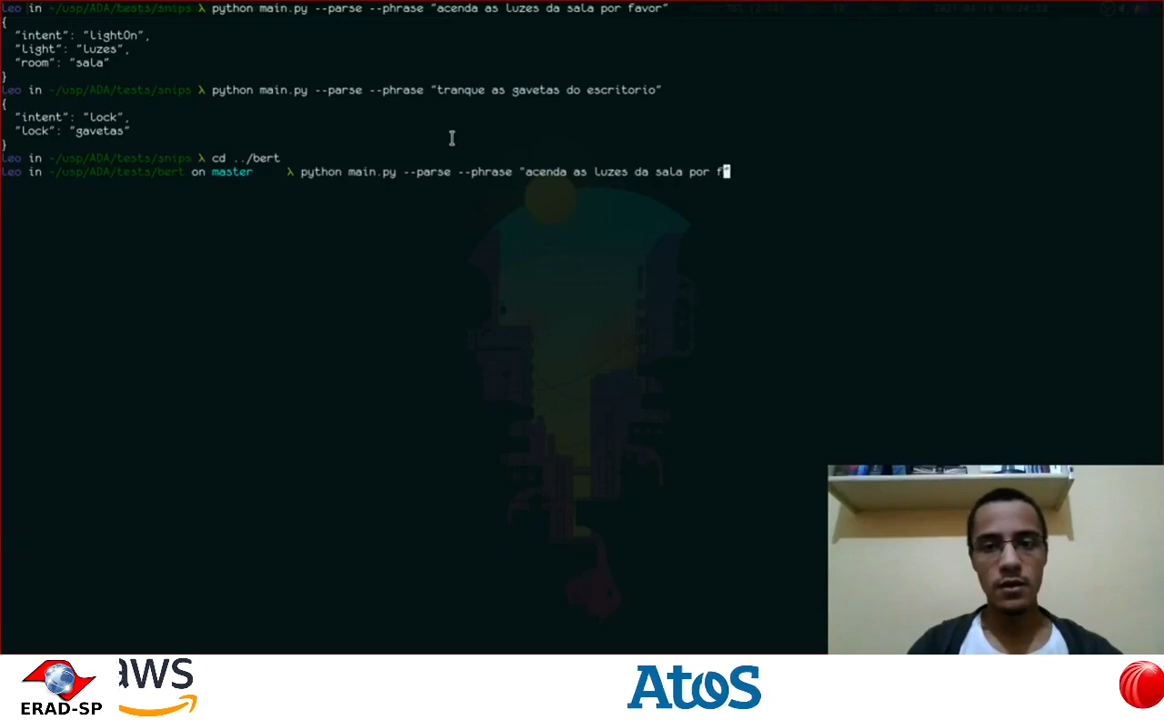 Leo in ~/usp/ADA/tests/snips λ python main.py --parse --phrase "acenda as luzes da sala por favor"
{
"intent": "lightOn",
"light": "luzes",
"room": "sala"
}
Leo in ~/usp/ADA/tests/snips λ python main.py --parse --phrase "tranque as gavetas do escritorio"
{
"intent": "lock",
"lock": "gavetas"
}
Leo in ~/usp/ADA/tests/snips λ cd ../bert
Leo in ~/usp/ADA/tests/bert on master λ python main.py --parse --phrase "acenda as luzes da sala por f"
ERAD-SP
aws
Atos